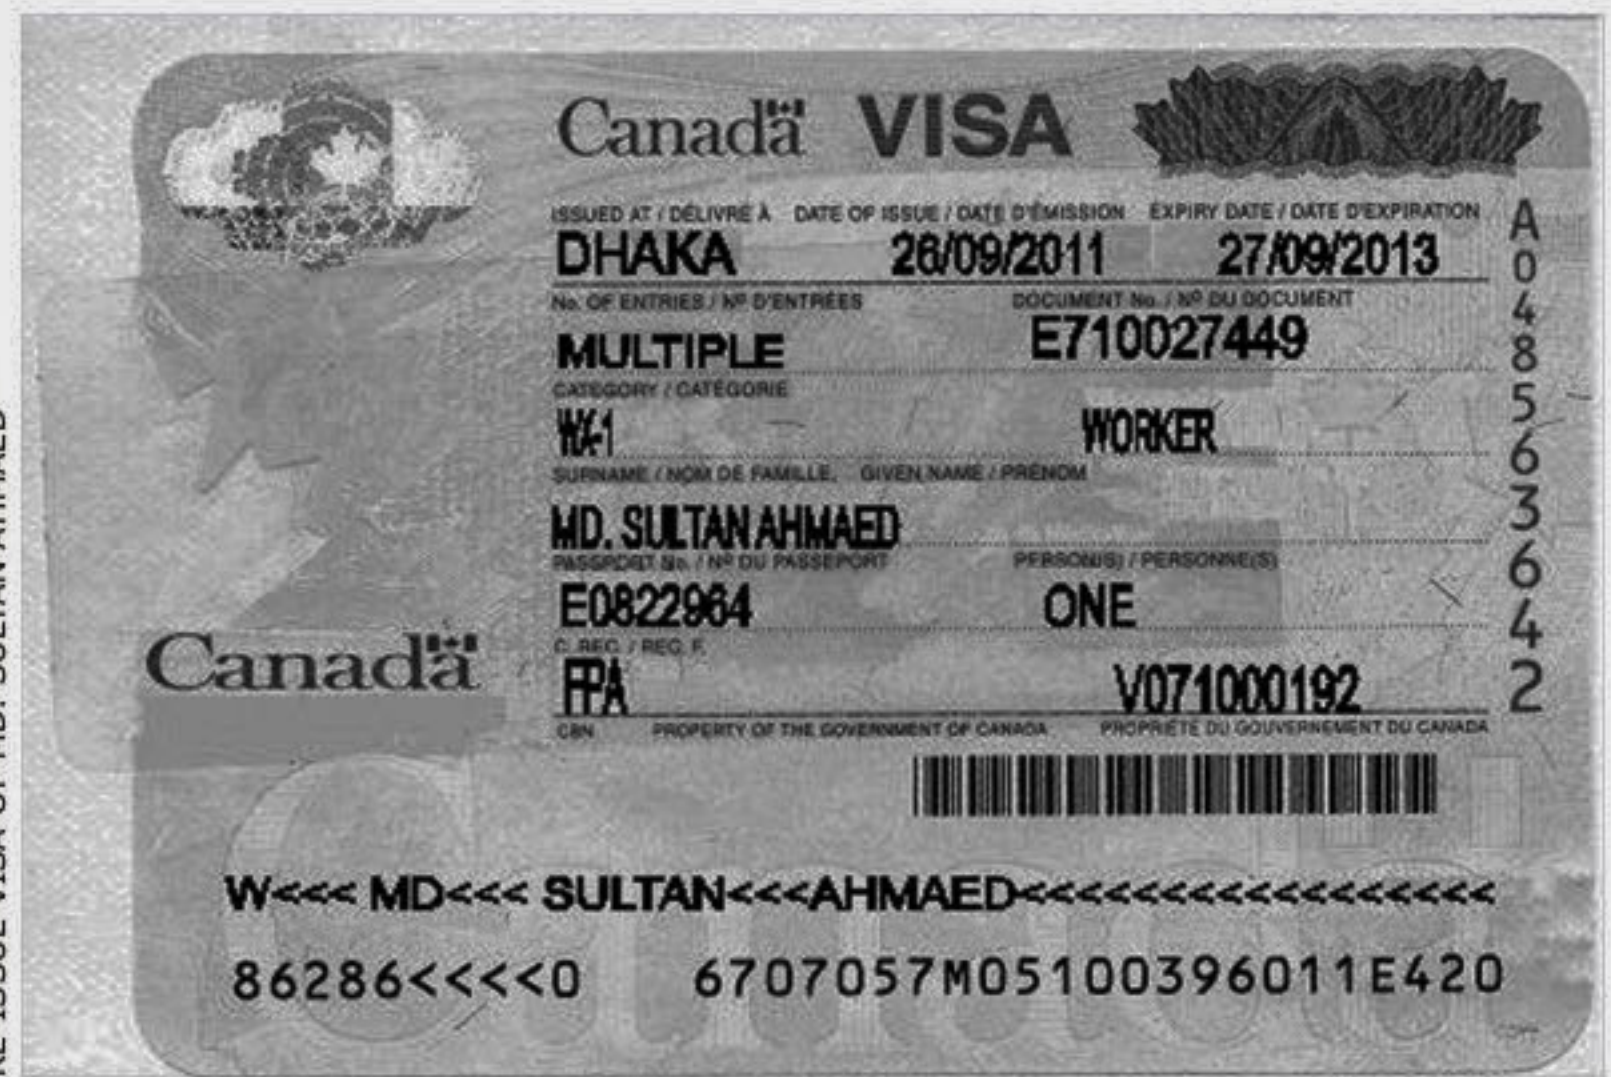 Canada VISA
ISSUED AT / DÉLIVRÉ À DATE OF ISSUE / DATE D'ÉMISSION EXPIRY DATE / DATE D'EXPIRATION
DHAKA 26/09/2011 27/09/2013
No. OF ENTRIES / Nº D'ENTRÉES DOCUMENT No. / Nº DU DOCUMENT
MULTIPLE E710027449
CATEGORY / CATÉGORIE
WX-1 WORKER
SURNAME / NOM DE FAMILLE, GIVEN NAME / PRÉNOM
MD. SULTAN AHMAED
PASSPORT No. / Nº DU PASSEPORT PERSON(S) / PERSONNE(S)
E0822964 ONE
C. REC. / REC. F.
FPA V071000192
CBN PROPERTY OF THE GOVERNMENT OF CANADA PROPRIÉTÉ DU GOUVERNEMENT DU CANADA
A048563642
Canada
W<<< MD<<< SULTAN<<<AHMAED<<<<<<<<<<<<<<<<<<
86286<<<<0 6707057M05100396011E420